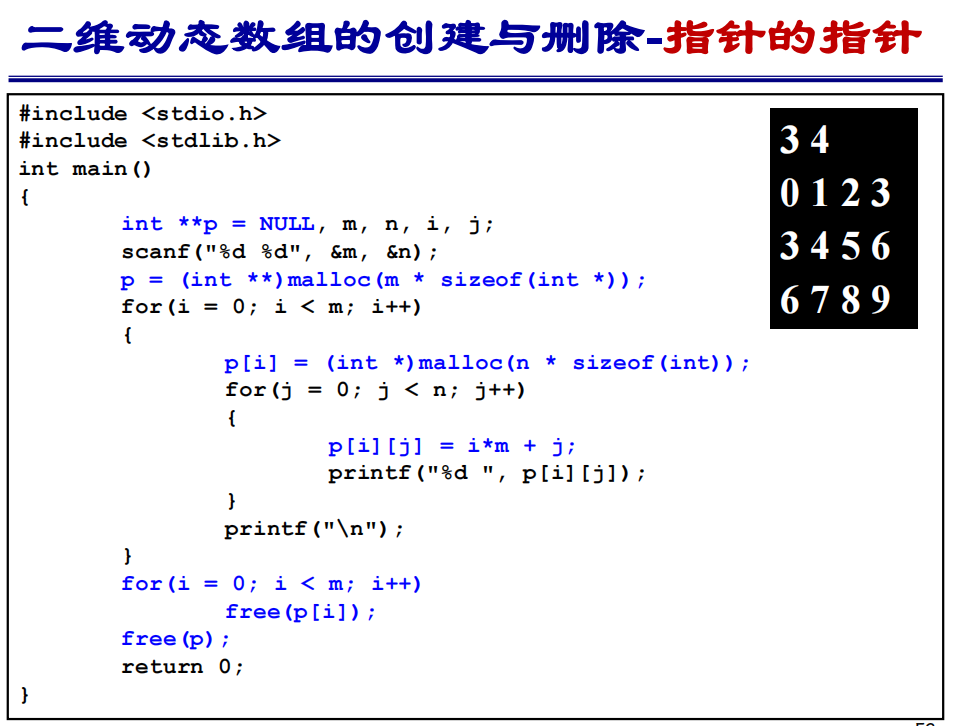 二维动态数组的创建与删除-指针的指针
#include <stdio.h>
#include <stdlib.h>
int main()
{
int **p = NULL, m, n, i, j;
scanf("%d %d", &m, &n);
p = (int **)malloc(m * sizeof(int *));
for(i = 0; i < m; i++)
{
p[i] = (int *)malloc(n * sizeof(int));
for(j = 0; j < n; j++)
{
p[i][j] = i*m + j;
printf("%d ", p[i][j]);
}
printf("\n");
}
for(i = 0; i < m; i++)
free(p[i]);
free(p);
return 0;
}
3 4
0 1 2 3
3 4 5 6
6 7 8 9